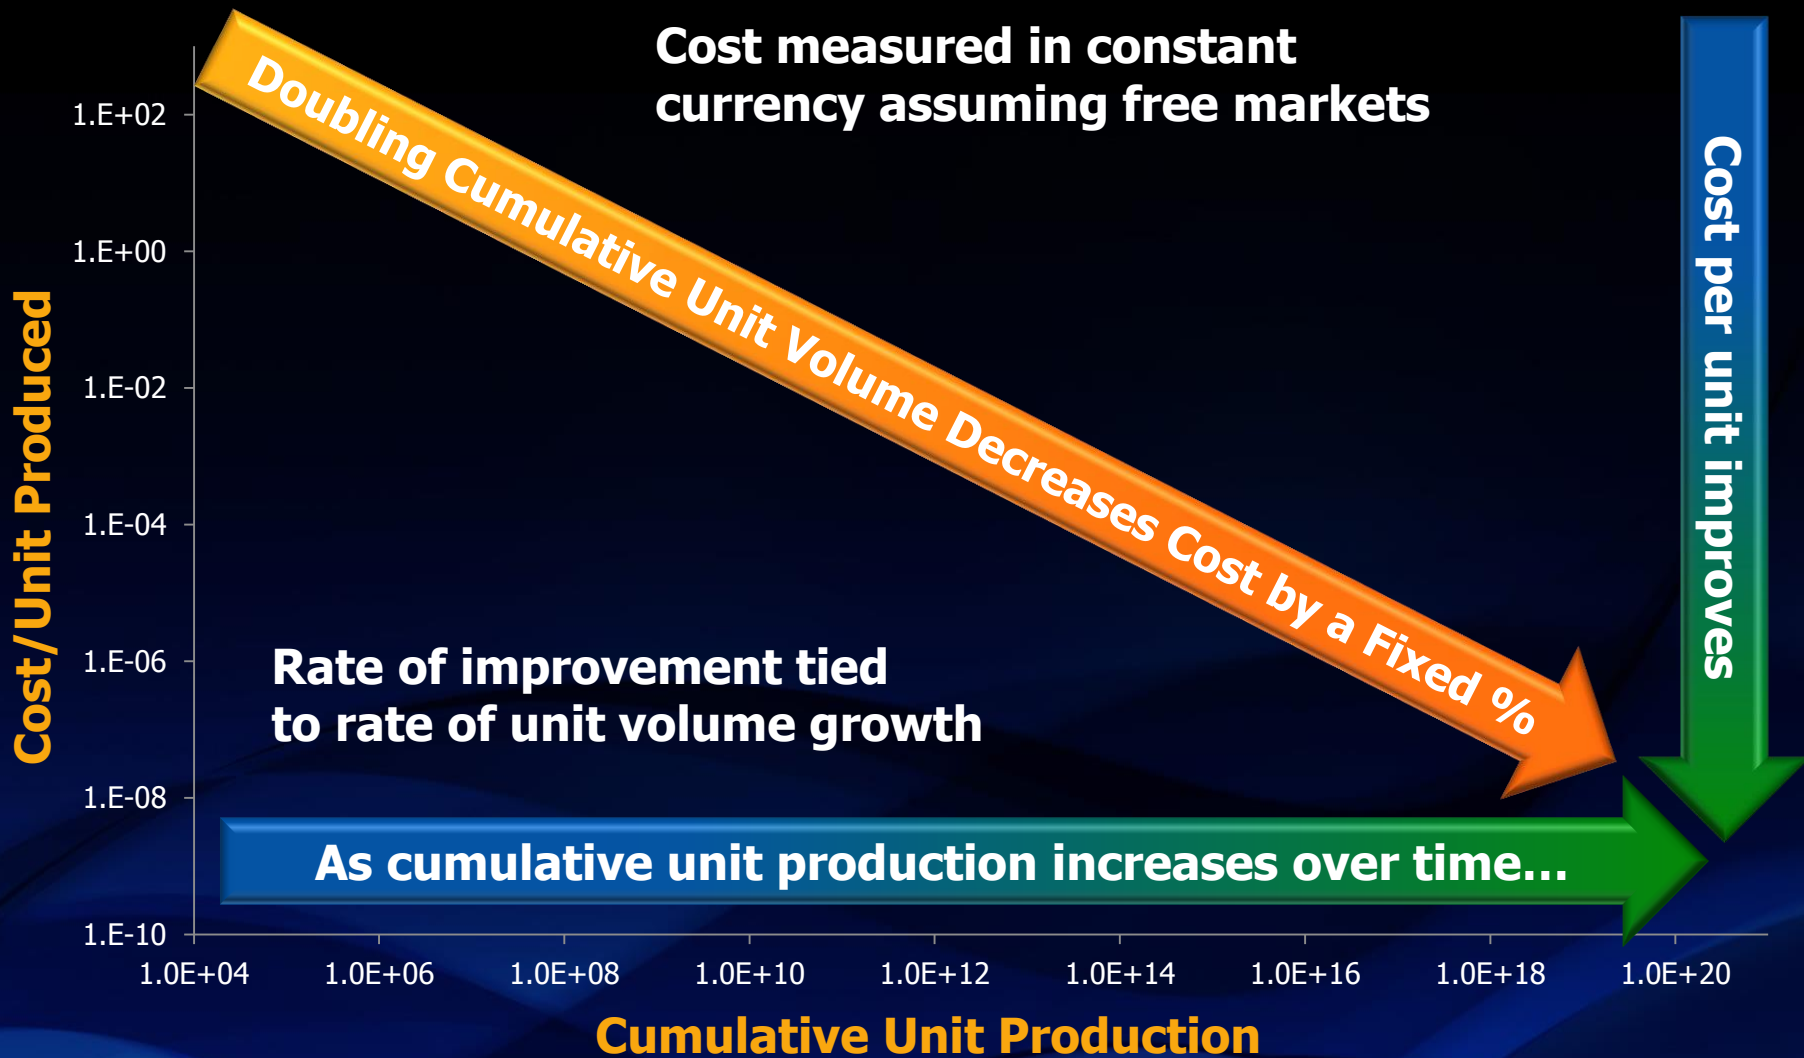 Cost measured in constant
currency assuming free markets
Doubling Cumulative Unit Volume Decreases Cost by a Fixed %
Cost per unit improves
Rate of improvement tied
to rate of unit volume growth
As cumulative unit production increases over time...
Cost/Unit Produced
1.E+02
1.E+00
1.E-02
1.E-04
1.E-06
1.E-08
1.E-10
1.0E+04 1.0E+06 1.0E+08 1.0E+10 1.0E+12 1.0E+14 1.0E+16 1.0E+18 1.0E+20
Cumulative Unit Production